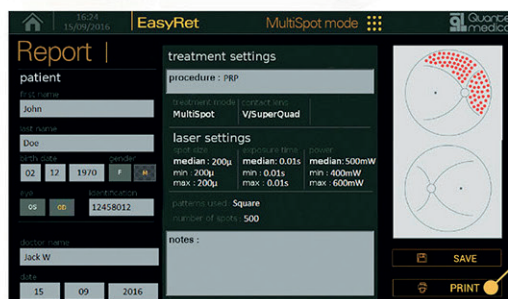 16:24
15/09/2016
EasyRet
MultiSpot mode
Quantel
medical
Report
patient
first name
John
last name
Doe
birth date
gender
02 12 1970 F M
eye
identification
OS OD 12458012
doctor name
Jack W
date
15 09 2016
treatment settings
procedure : PRP
treatment mode
contact lens
MultiSpot
V/SuperQuad
laser settings
spot size
exposure time
power
median : 200µ
median: 0.01s
median: 500mW
min : 200µ
min : 0.01s
min : 400mW
max : 200µ
max : 0.01s
max : 600mW
patterns used : Square
number of spots : 500
notes :
SAVE
PRINT